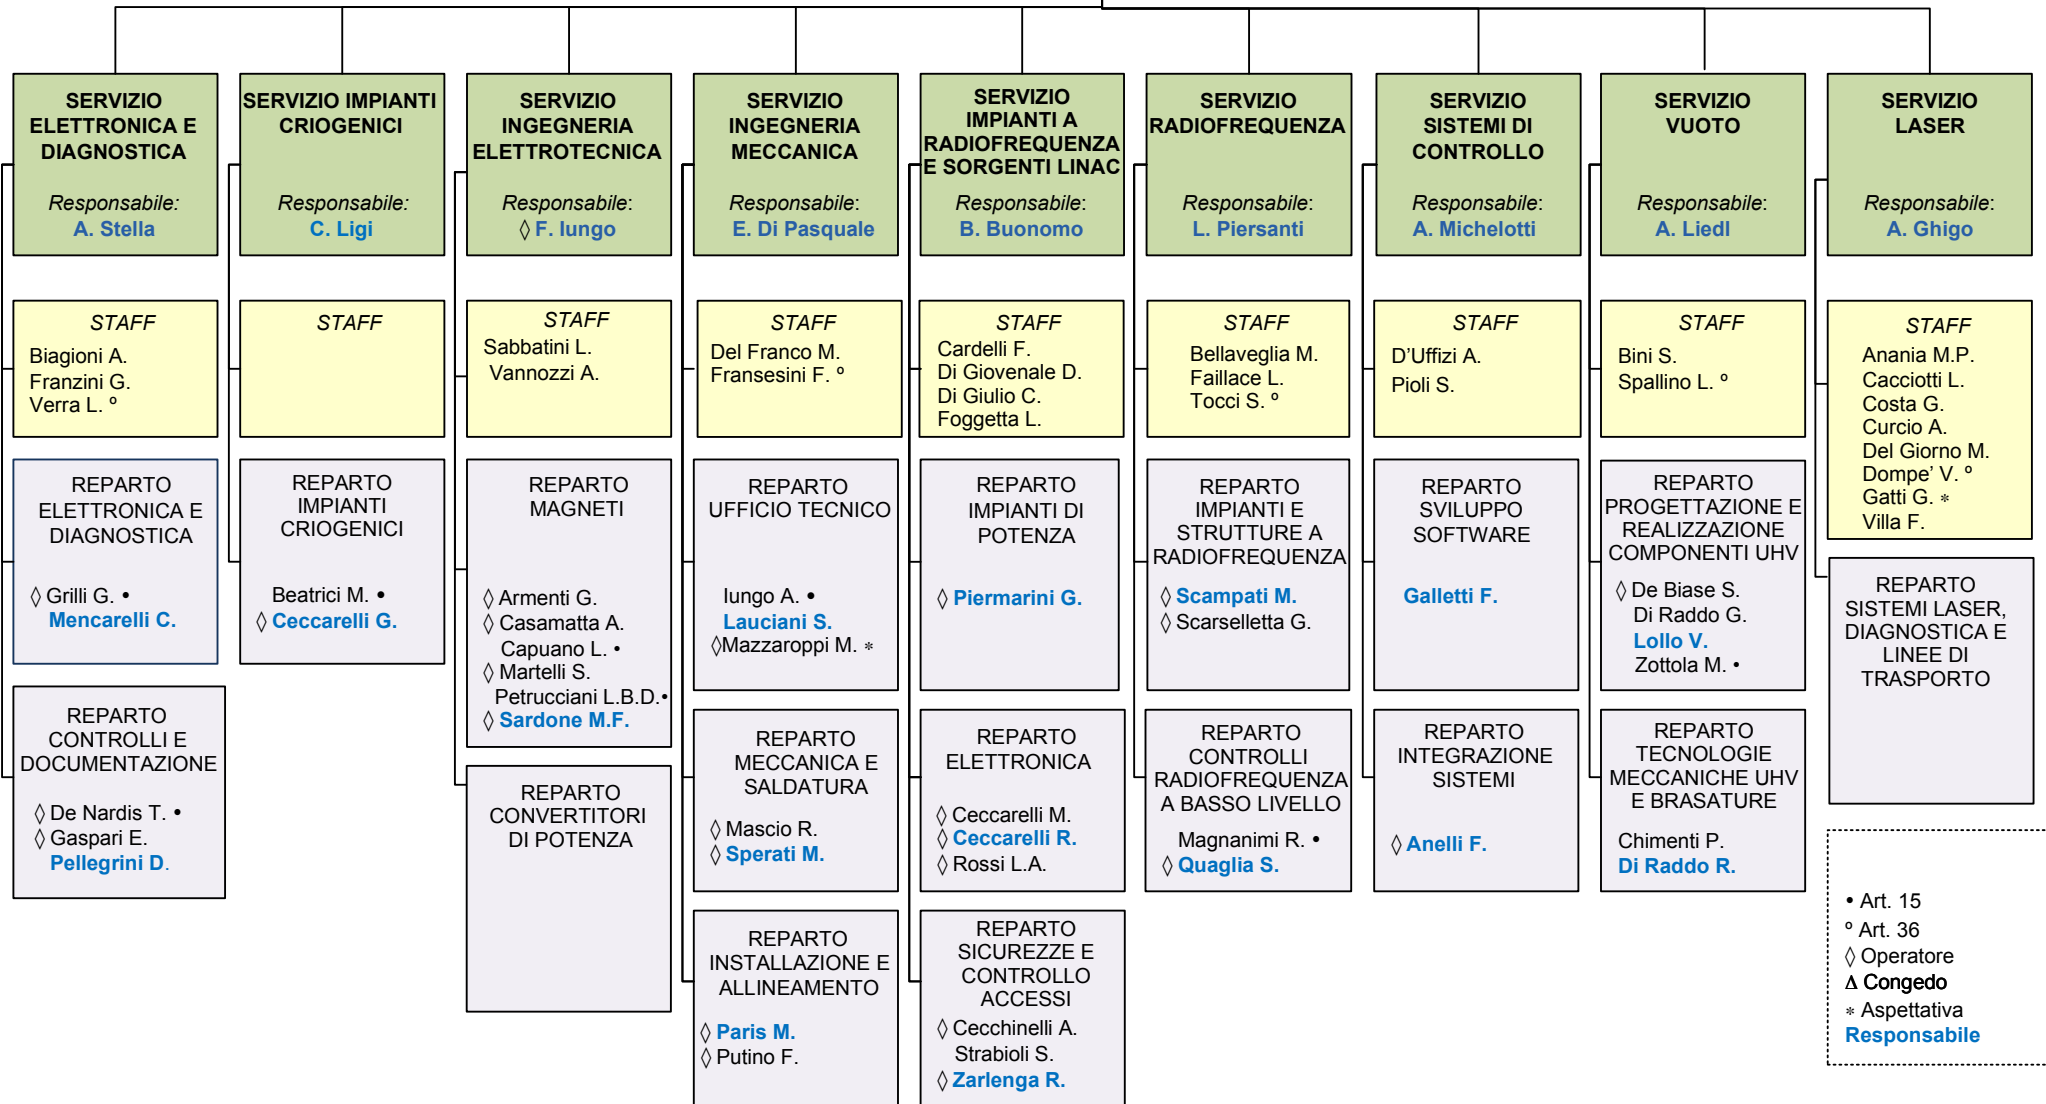 SERVIZIO
ELETTRONICA E
DIAGNOSTICA
Responsabile:
A. Stella
STAFF
Biagioni A.
Franzini G.
Verra L. º
REPARTO
ELETTRONICA E
DIAGNOSTICA
◊ Grilli G. •
Mencarelli C.
REPARTO
CONTROLLI E
DOCUMENTAZIONE
◊ De Nardis T. •
◊ Gaspari E.
Pellegrini D.
SERVIZIO IMPIANTI
CRIOGENICI
Responsabile:
C. Ligi
STAFF
REPARTO
IMPIANTI
CRIOGENICI
Beatrici M. •
◊ Ceccarelli G.
SERVIZIO
INGEGNERIA
ELETTROTECNICA
Responsabile:
◊ F. Iungo
STAFF
Sabbatini L.
Vannozzi A.
REPARTO
MAGNETI
◊ Armenti G.
◊ Casamatta A.
Capuano L. •
◊ Martelli S.
Petrucciani L.B.D.•
◊ Sardone M.F.
REPARTO
CONVERTITORI
DI POTENZA
SERVIZIO
INGEGNERIA
MECCANICA
Responsabile:
E. Di Pasquale
STAFF
Del Franco M.
Fransesini F. º
REPARTO
UFFICIO TECNICO
Iungo A. •
Lauciani S.
◊Mazzaroppi M. *
REPARTO
MECCANICA E
SALDATURA
◊ Mascio R.
◊ Sperati M.
REPARTO
INSTALLAZIONE E
ALLINEAMENTO
◊ Paris M.
◊ Putino F.
SERVIZIO
IMPIANTI A
RADIOFREQUENZA
E SORGENTI LINAC
Responsabile:
B. Buonomo
STAFF
Cardelli F.
Di Giovenale D.
Di Giulio C.
Foggetta L.
REPARTO
IMPIANTI DI
POTENZA
◊ Piermarini G.
REPARTO
ELETTRONICA
◊ Ceccarelli M.
◊ Ceccarelli R.
◊ Rossi L.A.
REPARTO
SICUREZZE E
CONTROLLO
ACCESSI
◊ Cecchinelli A.
Strabioli S.
◊ Zarlenga R.
SERVIZIO
RADIOFREQUENZA
Responsabile:
L. Piersanti
STAFF
Bellaveglia M.
Faillace L.
Tocci S. º
REPARTO
IMPIANTI E
STRUTTURE A
RADIOFREQUENZA
◊ Scampati M.
◊ Scarselletta G.
REPARTO
CONTROLLI
RADIOFREQUENZA
A BASSO LIVELLO
Magnanimi R. •
◊ Quaglia S.
SERVIZIO
SISTEMI DI
CONTROLLO
Responsabile:
A. Michelotti
STAFF
D’Uffizi A.
Pioli S.
REPARTO
SVILUPPO
SOFTWARE
Galletti F.
REPARTO
INTEGRAZIONE
SISTEMI
◊ Anelli F.
SERVIZIO
VUOTO
Responsabile:
A. Liedl
STAFF
Bini S.
Spallino L. º
REPARTO
PROGETTAZIONE E
REALIZZAZIONE
COMPONENTI UHV
◊ De Biase S.
Di Raddo G.
Lollo V.
Zottola M. •
REPARTO
TECNOLOGIE
MECCANICHE UHV
E BRASATURE
Chimenti P.
Di Raddo R.
SERVIZIO
LASER
Responsabile:
A. Ghigo
STAFF
Anania M.P.
Cacciotti L.
Costa G.
Curcio A.
Del Giorno M.
Dompe’ V. º
Gatti G. *
Villa F.
REPARTO
SISTEMI LASER,
DIAGNOSTICA E
LINEE DI
TRASPORTO
• Art. 15
º Art. 36
◊ Operatore
Δ Congedo
* Aspettativa
Responsabile